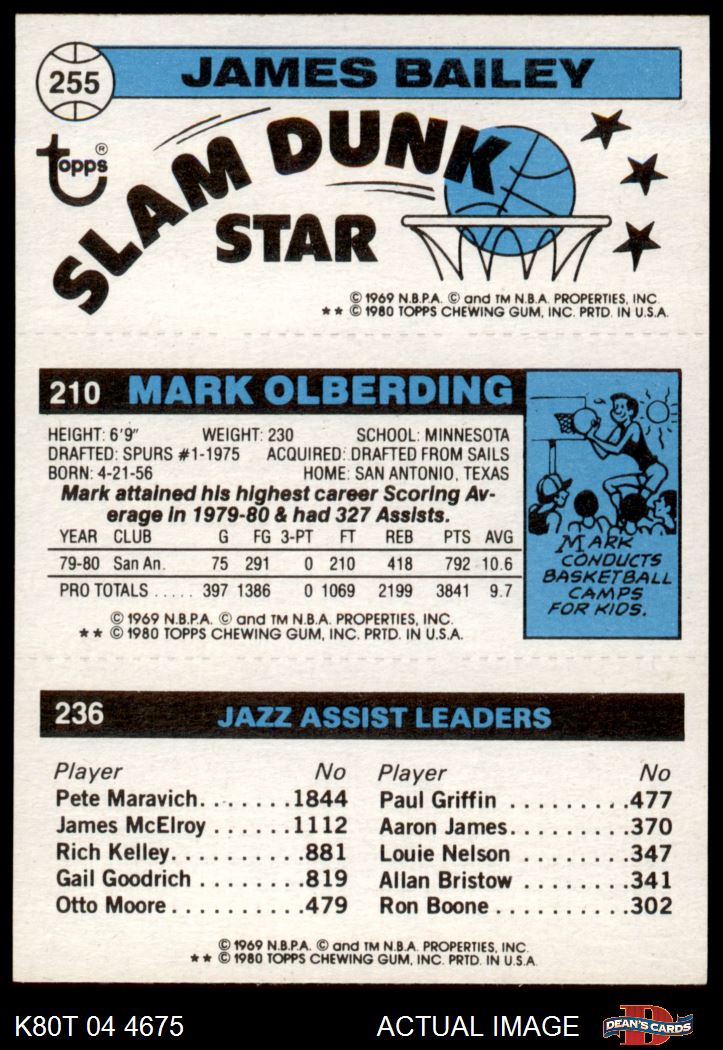 255
JAMES BAILEY
topps®
SLAM DUNK
STAR
© 1969 N.B.P.A. © and TM N.B.A. PROPERTIES, INC.
** © 1980 TOPPS CHEWING GUM, INC. PRTD. IN U.S.A.
210 MARK OLBERDING
HEIGHT: 6'9" WEIGHT: 230 SCHOOL: MINNESOTA
DRAFTED: SPURS #1-1975 ACQUIRED: DRAFTED FROM SAILS
BORN: 4-21-56 HOME: SAN ANTONIO, TEXAS
Mark attained his highest career Scoring Av-
erage in 1979-80 & had 327 Assists.
YEAR CLUB G FG 3-PT FT REB PTS AVG
79-80 San An. 75 291 0 210 418 792 10.6
PRO TOTALS ..... 397 1386 0 1069 2199 3841 9.7
© 1969 N.B.P.A. © and TM N.B.A. PROPERTIES, INC.
** © 1980 TOPPS CHEWING GUM, INC. PRTD. IN U.S.A.
MARK
CONDUCTS
BASKETBALL
CAMPS
FOR KIDS.
236 JAZZ ASSIST LEADERS
Player No
Pete Maravich.......1844
James McElroy......1112
Rich Kelley.........881
Gail Goodrich........819
Otto Moore..........479
Player No
Paul Griffin.........477
Aaron James.........370
Louie Nelson........347
Allan Bristow........341
Ron Boone..........302
© 1969 N.B.P.A. © and TM N.B.A. PROPERTIES, INC.
** © 1980 TOPPS CHEWING GUM, INC. PRTD. IN U.S.A.
K80T 04 4675 ACTUAL IMAGE
D
DEAN'S CARDS